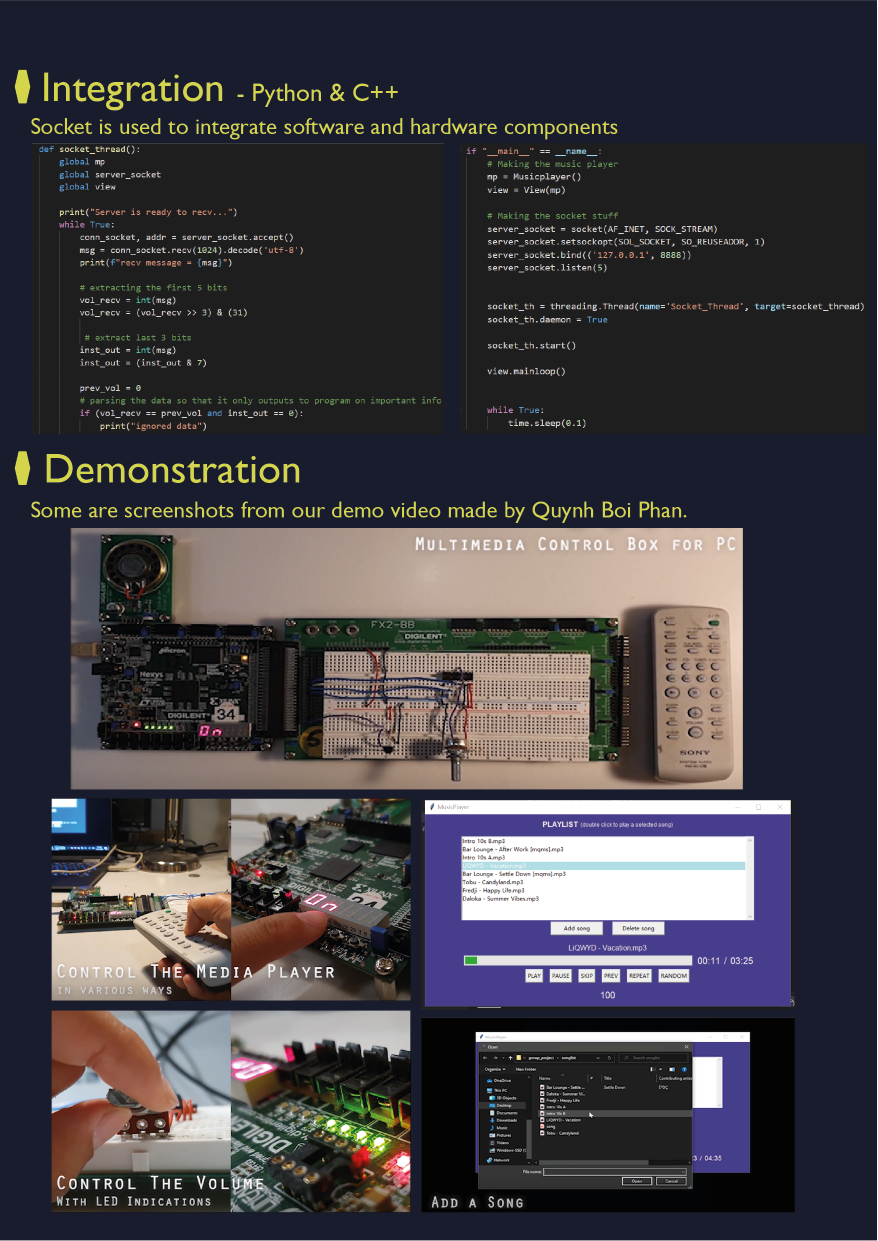 Integration - Python & C++
Socket is used to integrate software and hardware components
def socket_thread():
global mp
global server_socket
global view
print("Server is ready to recv...")
while True:
conn_socket, addr = server_socket.accept()
msg = conn_socket.recv(1024).decode('utf-8')
print(f"recv message = {msg}")
# extracting the first 5 bits
vol_recv = int(msg)
vol_recv = (vol_recv >> 3) & (31)
# extract last 3 bits
inst_out = int(msg)
inst_out = (inst_out & 7)
prev_vol = 0
# parsing the data so that it only outputs to program on important info
if (vol_recv == prev_vol and inst_out == 0):
print("ignored data")
if "__main__" == __name__:
# Making the music player
mp = Musicplayer()
view = View(mp)
# Making the socket stuff
server_socket = socket(AF_INET, SOCK_STREAM)
server_socket.setsockopt(SOL_SOCKET, SO_REUSEADDR, 1)
server_socket.bind(('127.0.0.1', 8888))
server_socket.listen(5)
socket_th = threading.Thread(name='Socket_Thread', target=socket_thread)
socket_th.daemon = True
socket_th.start()
view.mainloop()
while True:
time.sleep(0.1)
Demonstration
Some are screenshots from our demo video made by Quynh Boi Phan.
MULTIMEDIA CONTROL BOX FOR PC
FX2-BB
DIGILENT
Micron
Nexys
DIGILENT
34
On
SONY
CONTROL THE MEDIA PLAYER
IN VARIOUS WAYS
On
MusicPlayer
PLAYLIST (double click to play a selected song)
Intro 10s B.mp3
Bar Lounge - After Work [mqms].mp3
Intro 10s A.mp3
LiQWYD - Vacation.mp3
Bar Lounge - Settle Down [mqms].mp3
Tobu - Candyland.mp3
Fredji - Happy Life.mp3
Daloka - Summer Vibes.mp3
Add song
Delete song
LiQWYD - Vacation.mp3
00:11 / 03:25
PLAY PAUSE SKIP PREV REPEAT RANDOM
100
CONTROL THE VOLUME
WITH LED INDICATIONS
MusicPlayer
Open
group_project
songlist
Search songlist
Organise
New folder
OneDrive
This PC
3D Objects
Desktop
Documents
Downloads
Music
Pictures
Videos
Windows-SSD
Network
Name
#
Title
Contributing
Bar Lounge - Settle ...
Settle Down
Daloka - Summer Vi...
Fredji - Happy Life
Intro 10s A
Intro 10s B
LiQWYD - Vacation
song
Tobu - Candyland
3 / 04:35
File name:
Open
Cancel
ADD A SONG